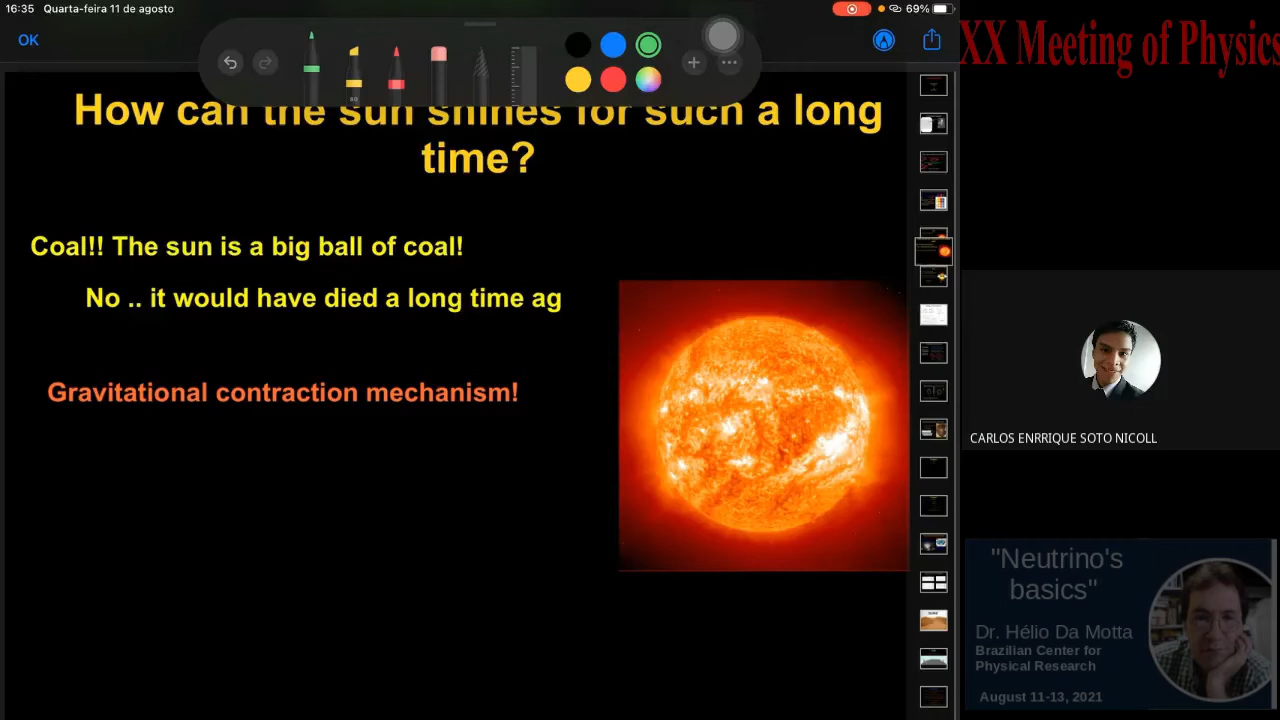 16:35 Quarta-feira 11 de agosto
69%
OK
XX Meeting of Physics
How can the sun shines for such a long
time?
Coal!! The sun is a big ball of coal!
No .. it would have died a long time ag
Gravitational contraction mechanism!
CARLOS ENRRIQUE SOTO NICOLL
"Neutrino's
basics"
Dr. Hélio Da Motta
Brazilian Center for
Physical Research
August 11-13, 2021